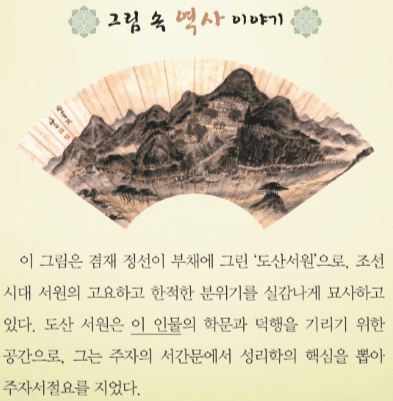 그림 속 역사 이야기
이 그림은 겸재 정선이 부채에 그린 '도산서원'으로, 조선
시대 서원의 고요하고 한적한 분위기를 실감나게 묘사하고
있다. 도산 서원은 이 인물의 학문과 덕행을 기리기 위한
공간으로, 그는 주자의 서간문에서 성리학의 핵심을 뽑아
주자서절요를 지었다.